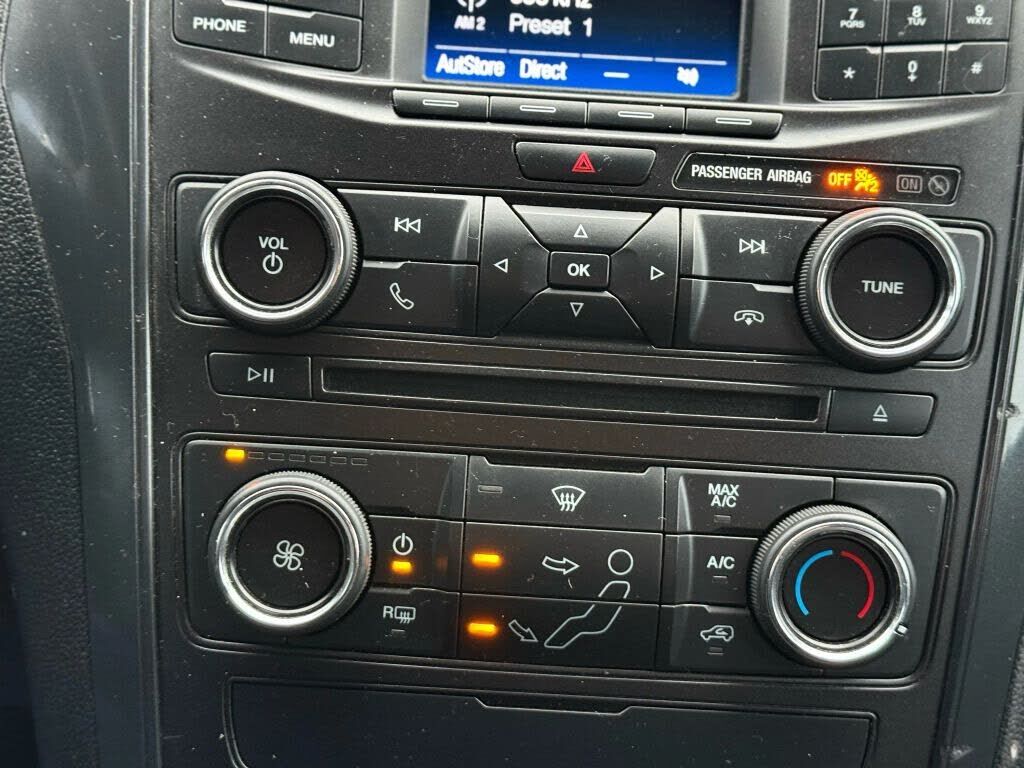 PHONE
MENU
AM 2
Preset 1
AutStore Direct
7
PQRS
8
TUV
9
WXYZ
*
0
+
#
PASSENGER AIRBAG OFF 2 ON
VOL
OK
TUNE
MAX
A/C
A/C
R